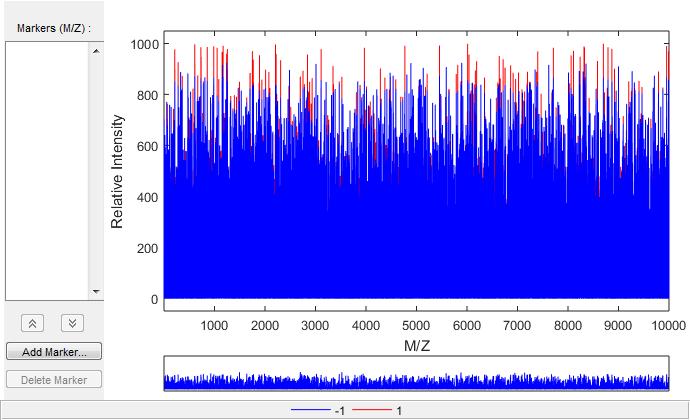 Markers (M/Z) :
Relative Intensity
1000
800
600
400
200
0
1000 2000 3000 4000 5000 6000 7000 8000 9000 10000
M/Z
Add Marker...
Delete Marker
-1 1